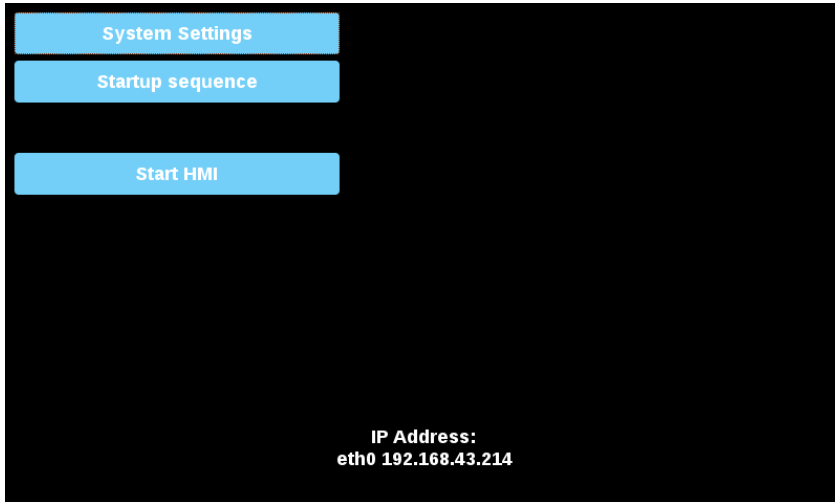 System Settings
Startup sequence
Start HMI
IP Address:
eth0 192.168.43.214